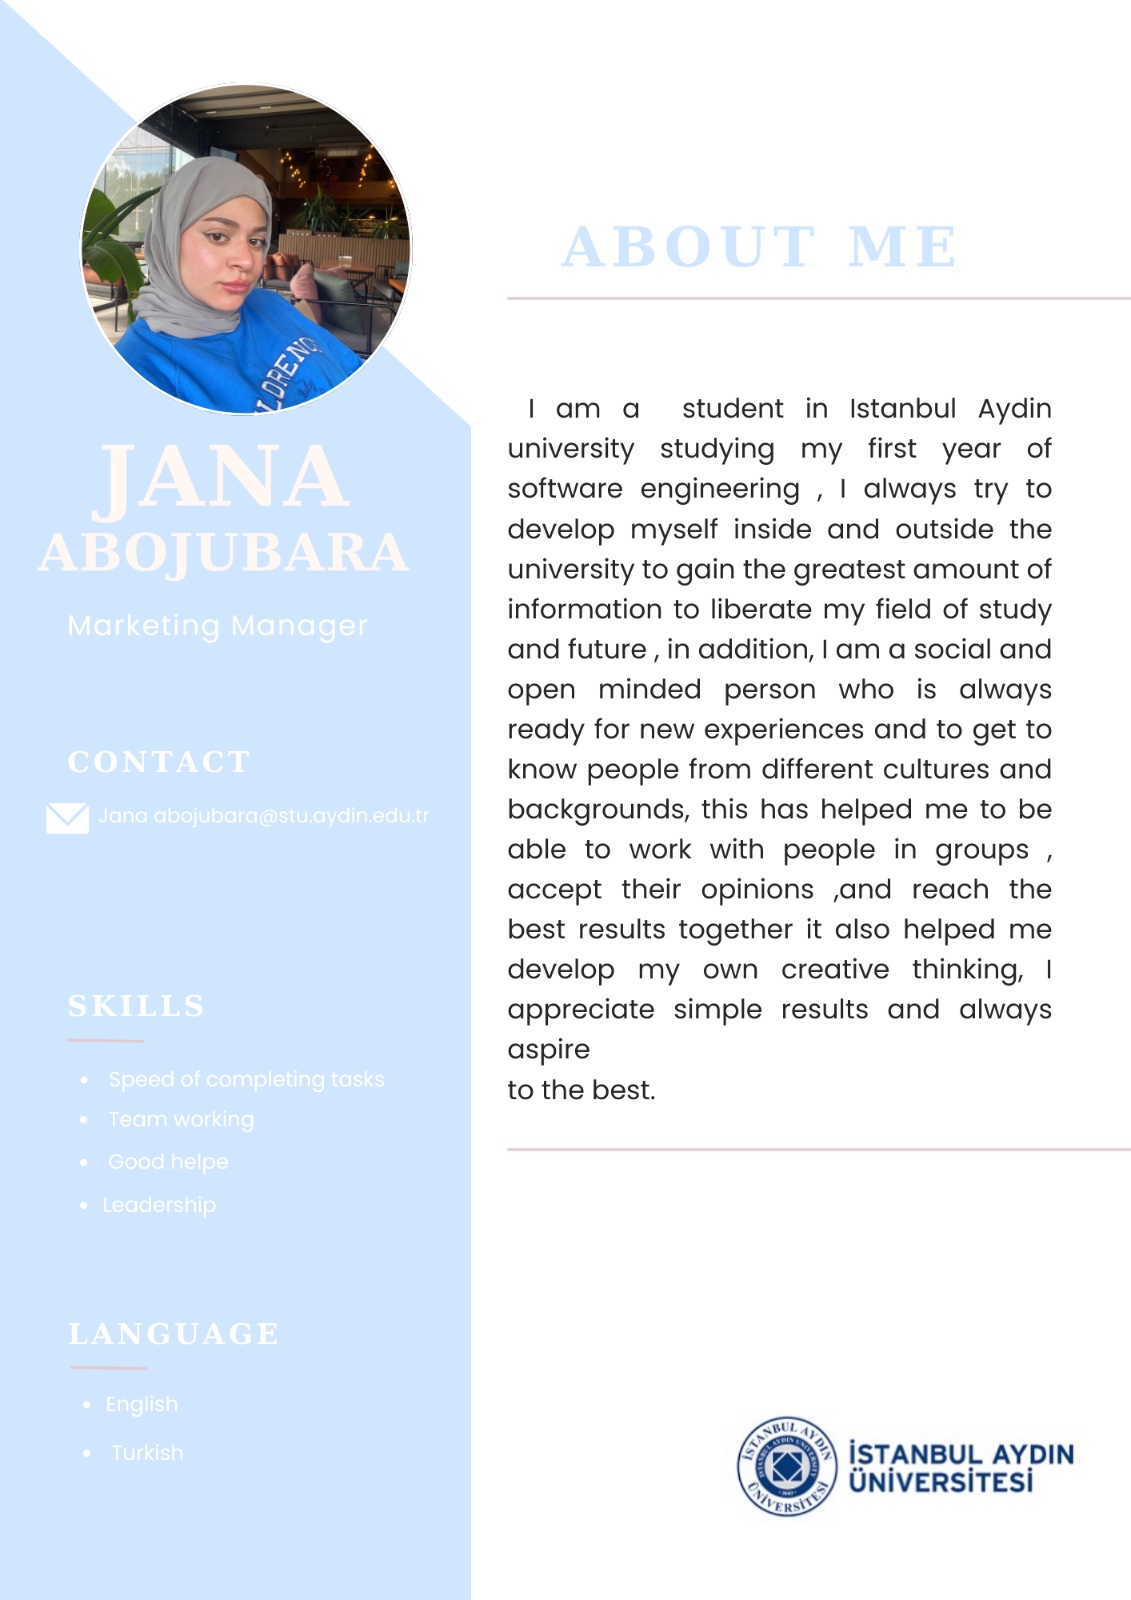 JANA
ABOJUBARA
Marketing Manager
CONTACT
Jana abojubara@stu.aydin.edu.tr
SKILLS
Speed of completing tasks
Team working
Good helpe
Leadership
LANGUAGE
English
Turkish
ABOUT ME
I am a student in Istanbul Aydin
university studying my first year of
software engineering , I always try to
develop myself inside and outside the
university to gain the greatest amount of
information to liberate my field of study
and future , in addition, I am a social and
open minded person who is always
ready for new experiences and to get to
know people from different cultures and
backgrounds, this has helped me to be
able to work with people in groups ,
accept their opinions ,and reach the
best results together it also helped me
develop my own creative thinking, I
appreciate simple results and always
aspire
to the best.
İSTANBUL AYDIN
ÜNİVERSİTESİ
İSTANBUL AYDIN
ÜNİVERSİTESİ